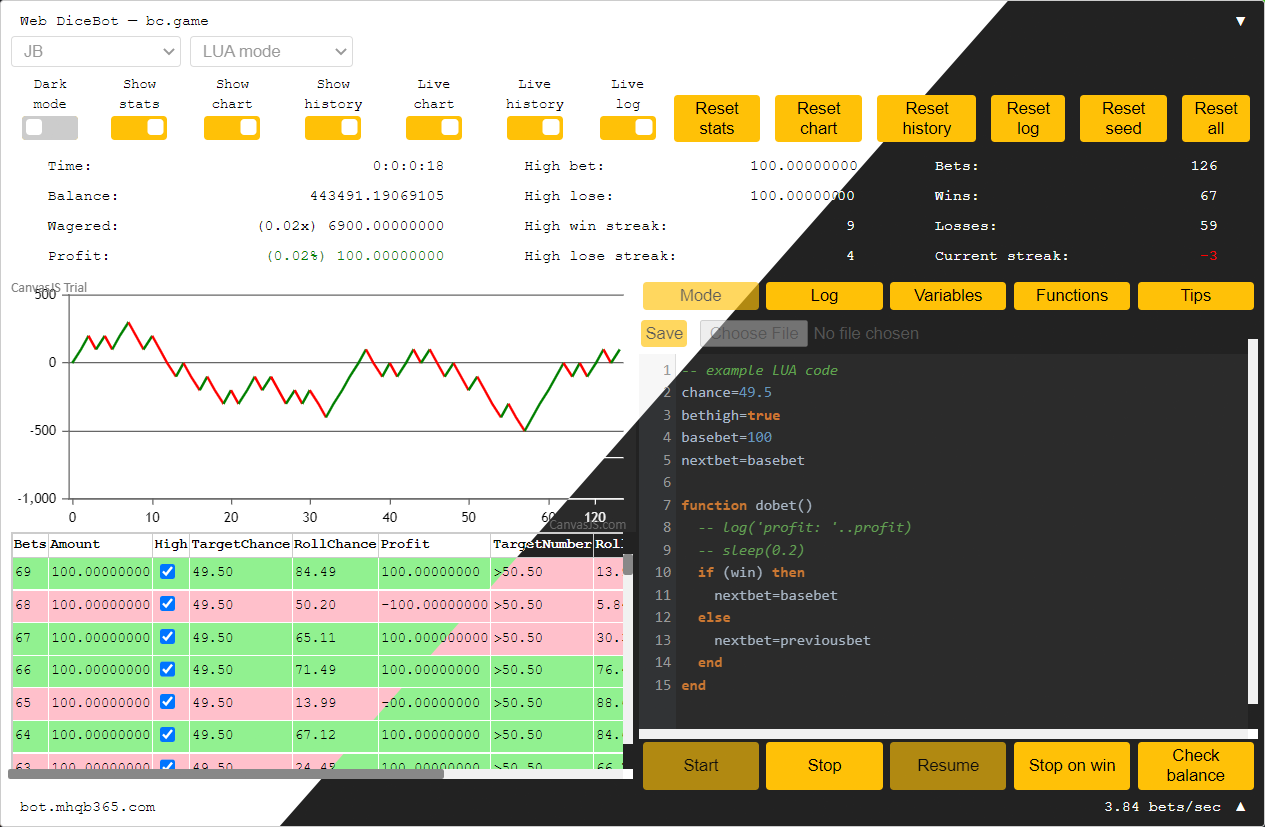 Web DiceBot — bc.game ▼
JB LUA mode
Dark mode Show stats Show chart Show history Live chart Live history Live log Reset stats Reset chart Reset history Reset log Reset seed Reset all
Time: 0:0:0:18 High bet: 100.00000000 Bets: 126
Balance: 443491.19069105 High lose: 100.00000000 Wins: 67
Wagered: (0.02x) 6900.00000000 High win streak: 9 Losses: 59
Profit: (0.02%) 100.00000000 High lose streak: 4 Current streak: -3
CanvasJS Trial
500
0
-500
-1,000
0 10 20 30 40 50 60 120
CanvasJS.com
Bets Amount High TargetChance RollChance Profit TargetNumber Roll
69 100.00000000 49.50 84.49 100.00000000 >50.50 13.
68 100.00000000 49.50 50.20 -100.00000000 >50.50 5.8
67 100.00000000 49.50 65.11 100.00000000 >50.50 30.
66 100.00000000 49.50 71.49 100.00000000 >50.50 76.
65 100.00000000 49.50 13.99 00.00000000 >50.50 88.
64 100.00000000 49.50 67.12 100.00000000 >50.50 84.
63 100.00000000 49.50 24.45 100.00000000 >50.50 66.
Mode Log Variables Functions Tips
Save Choose File No file chosen
1 -- example LUA code
2 chance=49.5
3 bethigh=true
4 basebet=100
5 nextbet=basebet
6
7 function dobet()
8 -- log('profit: '..profit)
9 -- sleep(0.2)
10 if (win) then
11 nextbet=basebet
12 else
13 nextbet=previousbet
14 end
15 end
Start Stop Resume Stop on win Check balance
bot.mhqb365.com 3.84 bets/sec ▲